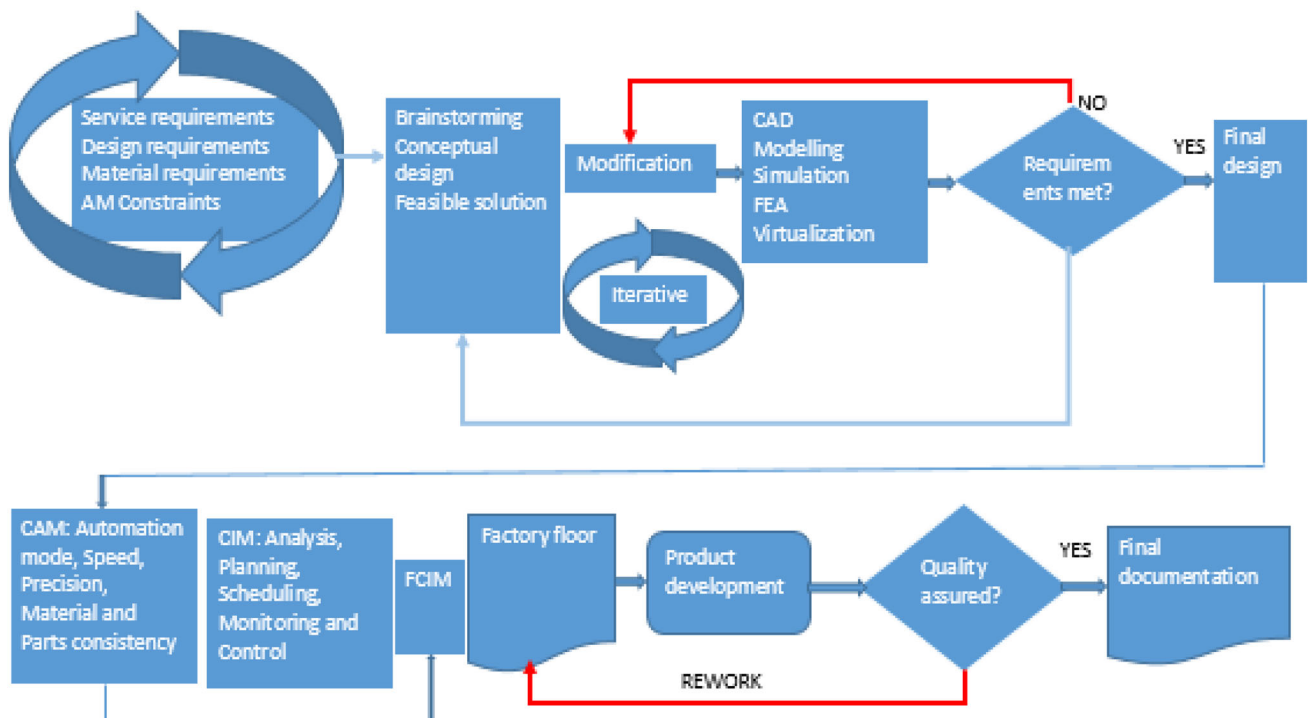 Service requirements
Design requirements
Material requirements
AM Constraints
Brainstorming
Conceptual
design
Feasible solution
Modification
Iterative
CAD
Modelling
Simulation
FEA
Virtualization
NO
Requirem
ents met?
YES
Final
design
CAM: Automation
mode, Speed,
Precision,
Material and
Parts consistency
CIM: Analysis,
Planning,
Scheduling,
Monitoring and
Control
FCIM
Factory floor
Product
development
Quality
assured?
YES
Final
documentation
REWORK